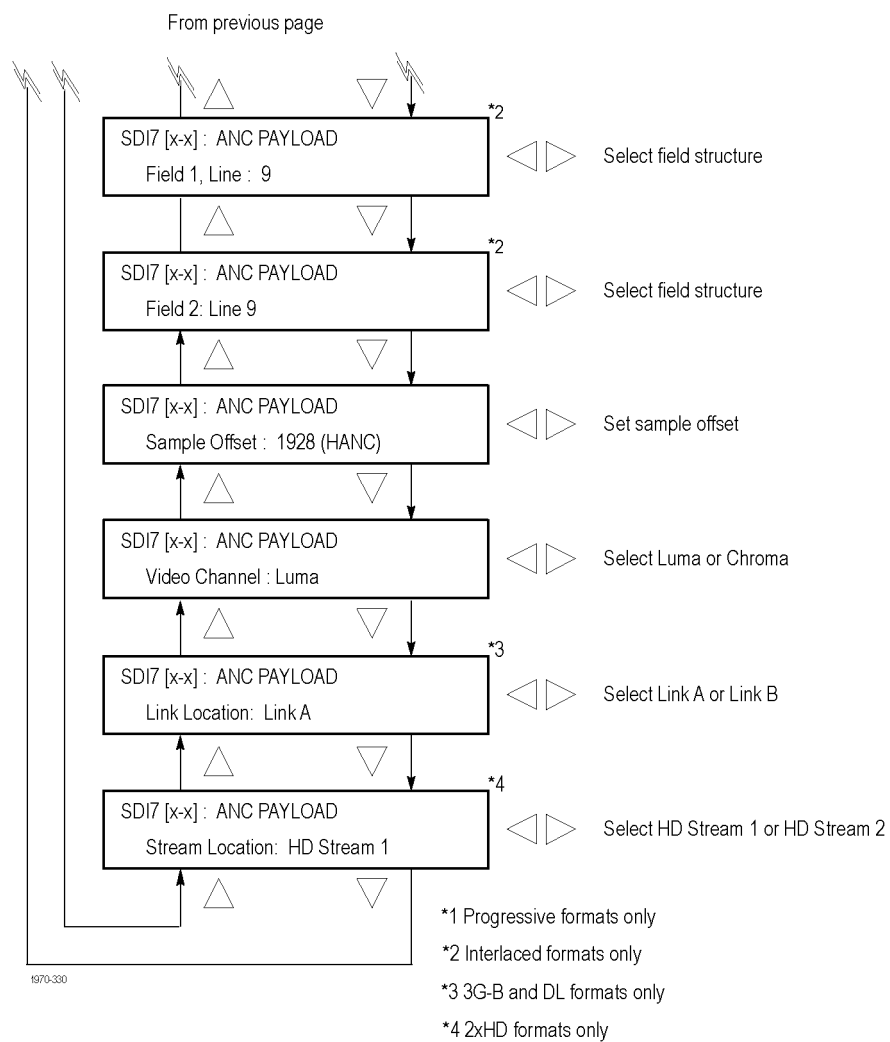 From previous page
*2
SDI7 [x-x] : ANC PAYLOAD
Field 1, Line : 9
Select field structure
*2
SDI7 [x-x] : ANC PAYLOAD
Field 2: Line 9
Select field structure
SDI7 [x-x] : ANC PAYLOAD
Sample Offset : 1928 (HANC)
Set sample offset
SDI7 [x-x] : ANC PAYLOAD
Video Channel : Luma
Select Luma or Chroma
*3
SDI7 [x-x] : ANC PAYLOAD
Link Location: Link A
Select Link A or Link B
*4
SDI7 [x-x] : ANC PAYLOAD
Stream Location: HD Stream 1
Select HD Stream 1 or HD Stream 2
*1 Progressive formats only
*2 Interlaced formats only
*3 3G-B and DL formats only
*4 2xHD formats only
1970-330